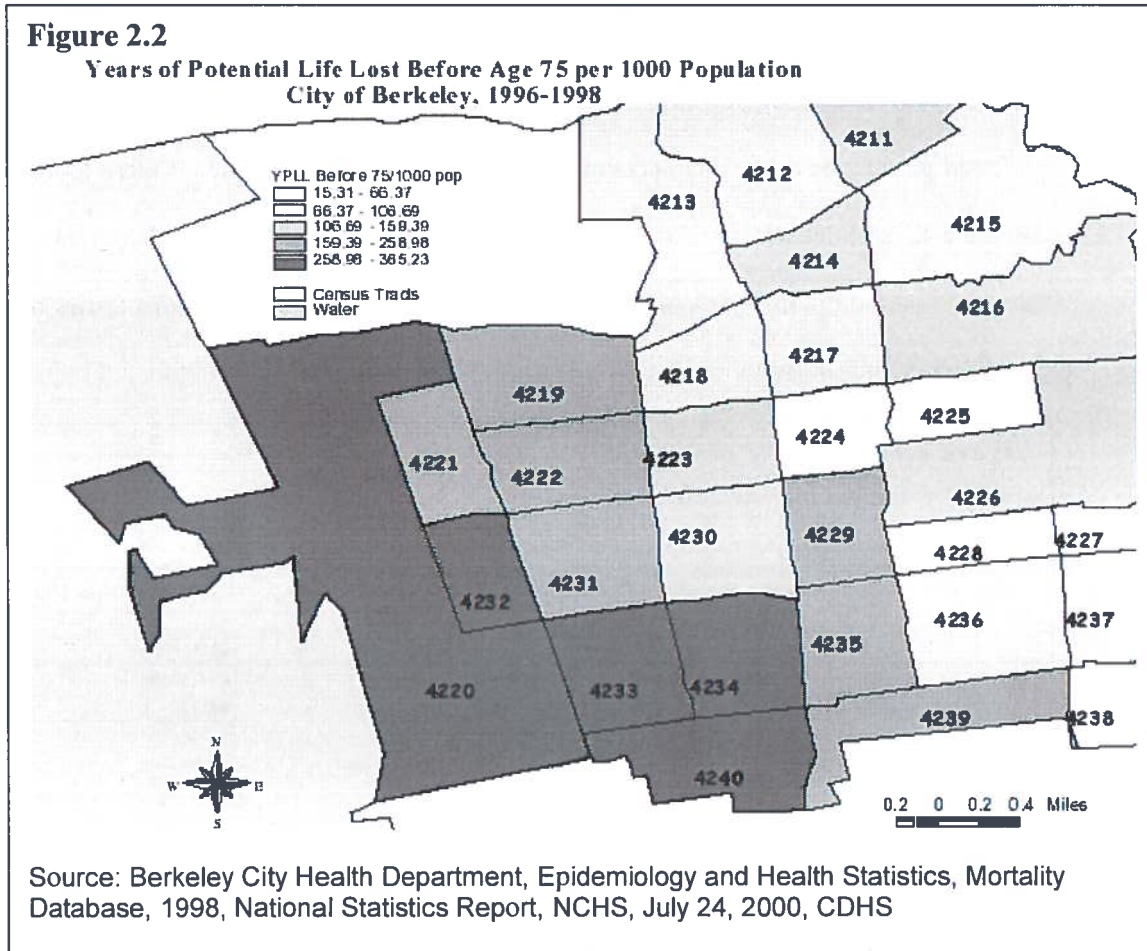 Figure 2.2
Years of Potential Life Lost Before Age 75 per 1000 Population
City of Berkeley, 1996-1998
YPLL Before 75/1000 pop
15.31 - 66.37
66.37 - 106.69
106.69 - 159.39
159.39 - 258.98
258.98 - 365.23
Census Tracts
Water
4211
4212
4213
4215
4214
4216
4217
4218
4219
4225
4224
4221
4222
4223
4226
4229
4230
4227
4228
4231
4232
4236
4237
4235
4220
4233
4234
4239
4238
4240
N
W E
S
0.2 0 0.2 0.4 Miles
Source: Berkeley City Health Department, Epidemiology and Health Statistics, Mortality
Database, 1998, National Statistics Report, NCHS, July 24, 2000, CDHS